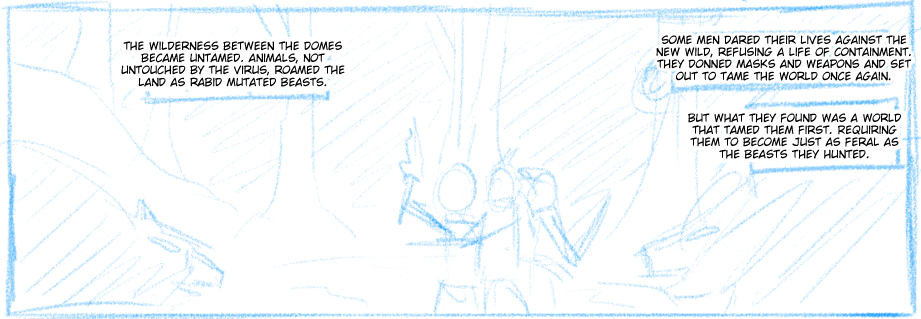 THE WILDERNESS BETWEEN THE DOMES
BECAME UNTAMED. ANIMALS, NOT
UNTOUCHED BY THE VIRUS, ROAMED THE
LAND AS RABID MUTATED BEASTS.
SOME MEN DARED THEIR LIVES AGAINST THE
NEW WILD, REFUSING A LIFE OF CONTAINMENT.
THEY DONNED MASKS AND WEAPONS AND SET
OUT TO TAME THE WORLD ONCE AGAIN.
BUT WHAT THEY FOUND WAS A WORLD
THAT TAMED THEM FIRST. REQUIRING
THEM TO BECOME JUST AS FERAL AS
THE BEASTS THEY HUNTED.